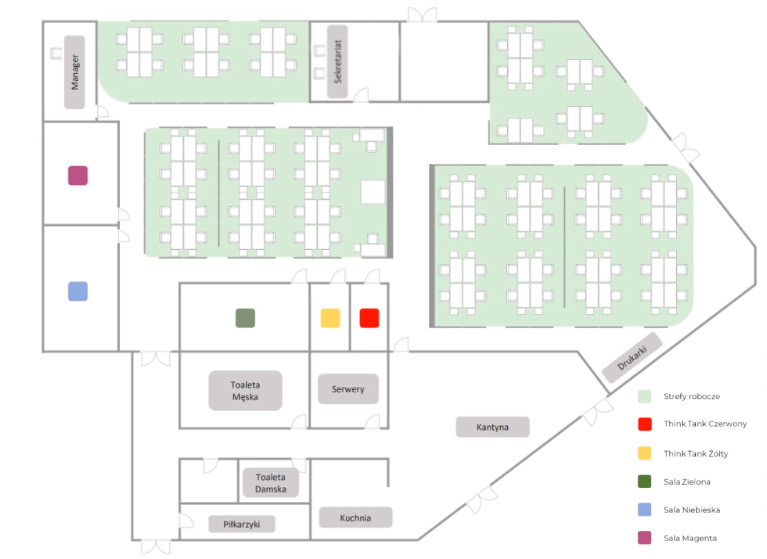 Manager
Sekretariat
Drukarki
Toaleta
Męska
Serwery
Kantyna
Toaleta
Damska
Piłkarzyki
Kuchnia
Strefy robocze
Think Tank Czerwony
Think Tank Żółty
Sala Zielona
Sala Niebieska
Sala Magenta